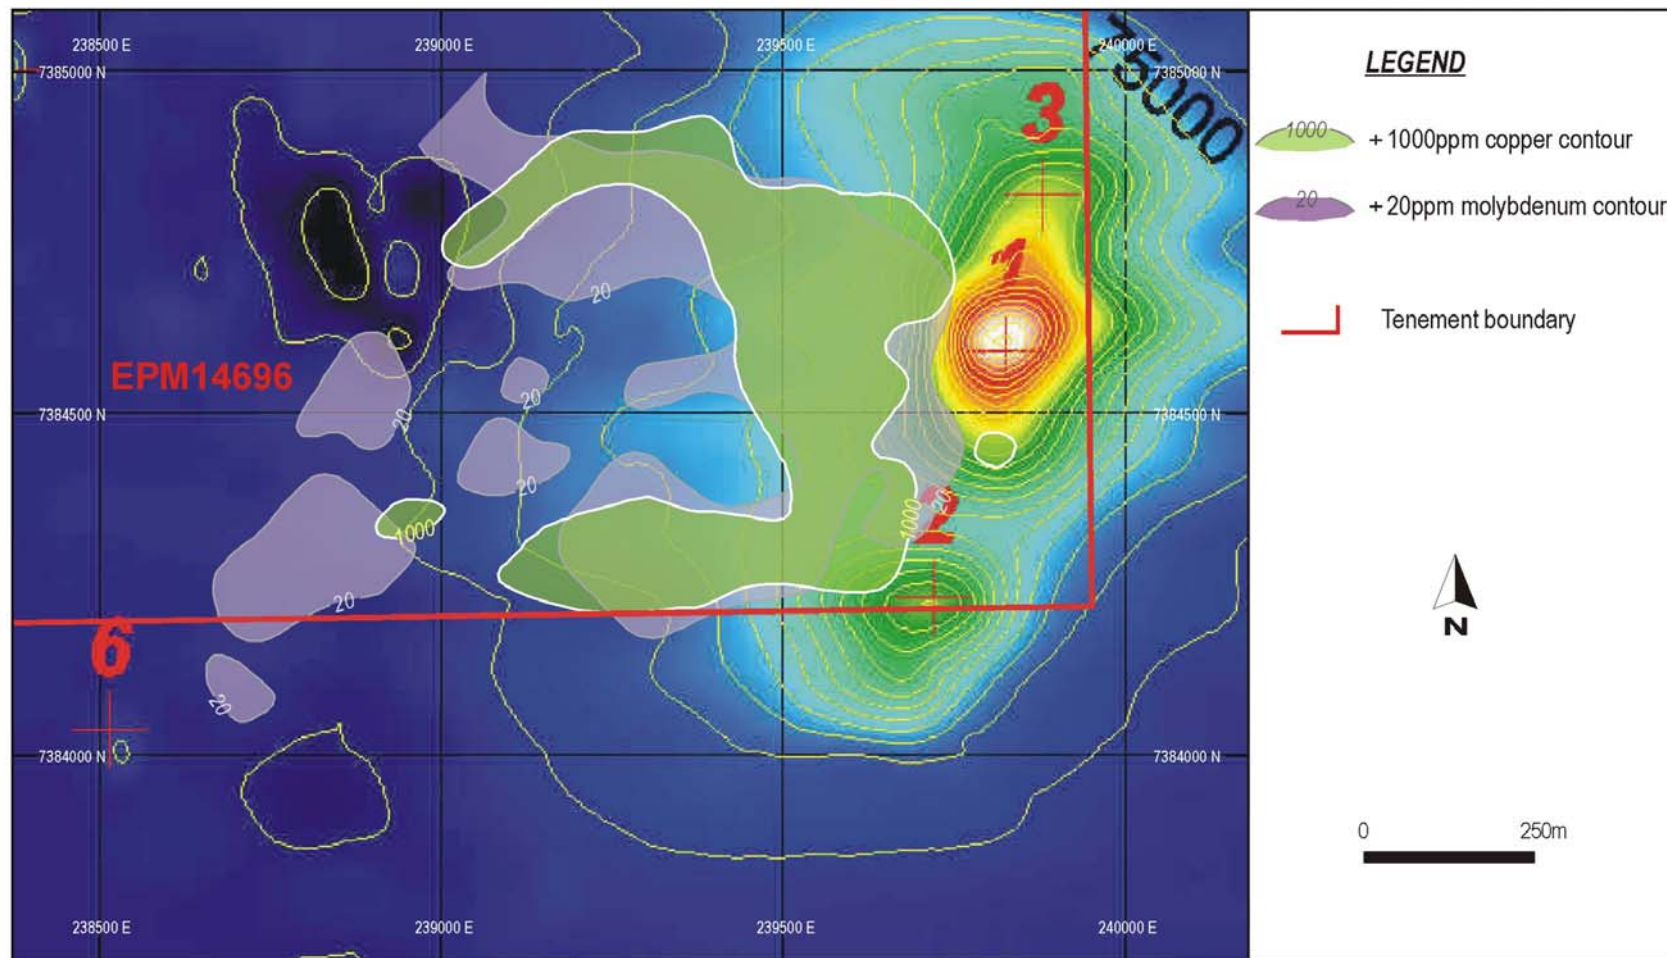 238500 E
239000 E
239500 E
240000 E
7385000 N
7385000 N
75000
3
1
LEGEND
1000
+ 1000ppm copper contour
20
+ 20ppm molybdenum contour
Tenement boundary
20
EPM14696
20
20
7384500 N
7384500 N
20
1000
1000
20
2
20
6
20
N
7384000 N
7384000 N
0
250m
238500 E
239000 E
239500 E
240000 E